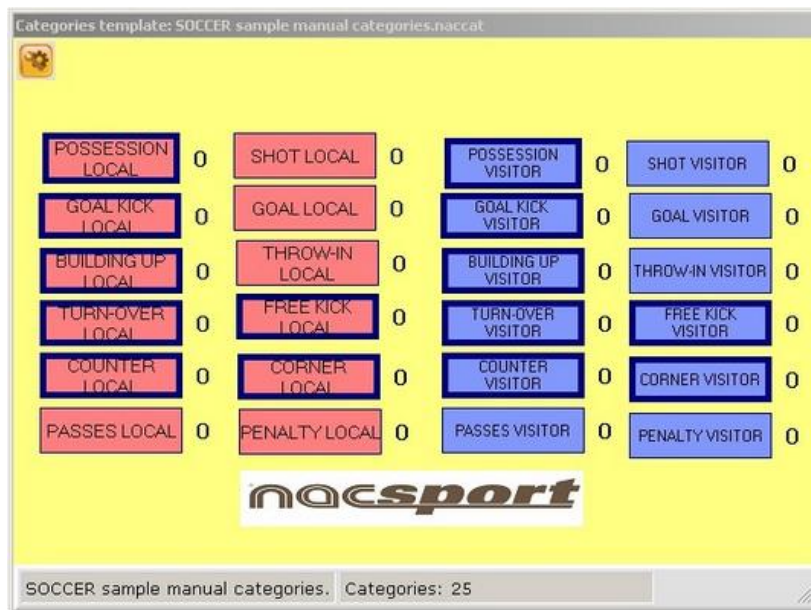 Categories template: SOCCER sample manual categories.naccat
POSSESSION
LOCAL
0
SHOT LOCAL
0
POSSESSION
VISITOR
0
SHOT VISITOR
0
GOAL KICK
LOCAL
0
GOAL LOCAL
0
GOAL KICK
VISITOR
0
GOAL VISITOR
0
BUILDING UP
LOCAL
0
THROW-IN
LOCAL
0
BUILDING UP
VISITOR
0
THROW-IN VISITOR
0
TURN-OVER
LOCAL
0
FREE KICK
LOCAL
0
TURN-OVER
VISITOR
0
FREE KICK
VISITOR
0
COUNTER
LOCAL
0
CORNER
LOCAL
0
COUNTER
VISITOR
0
CORNER VISITOR
0
PASSES LOCAL
0
PENALTY LOCAL
0
PASSES VISITOR
0
PENALTY VISITOR
0
nacsport
SOCCER sample manual categories.
Categories: 25